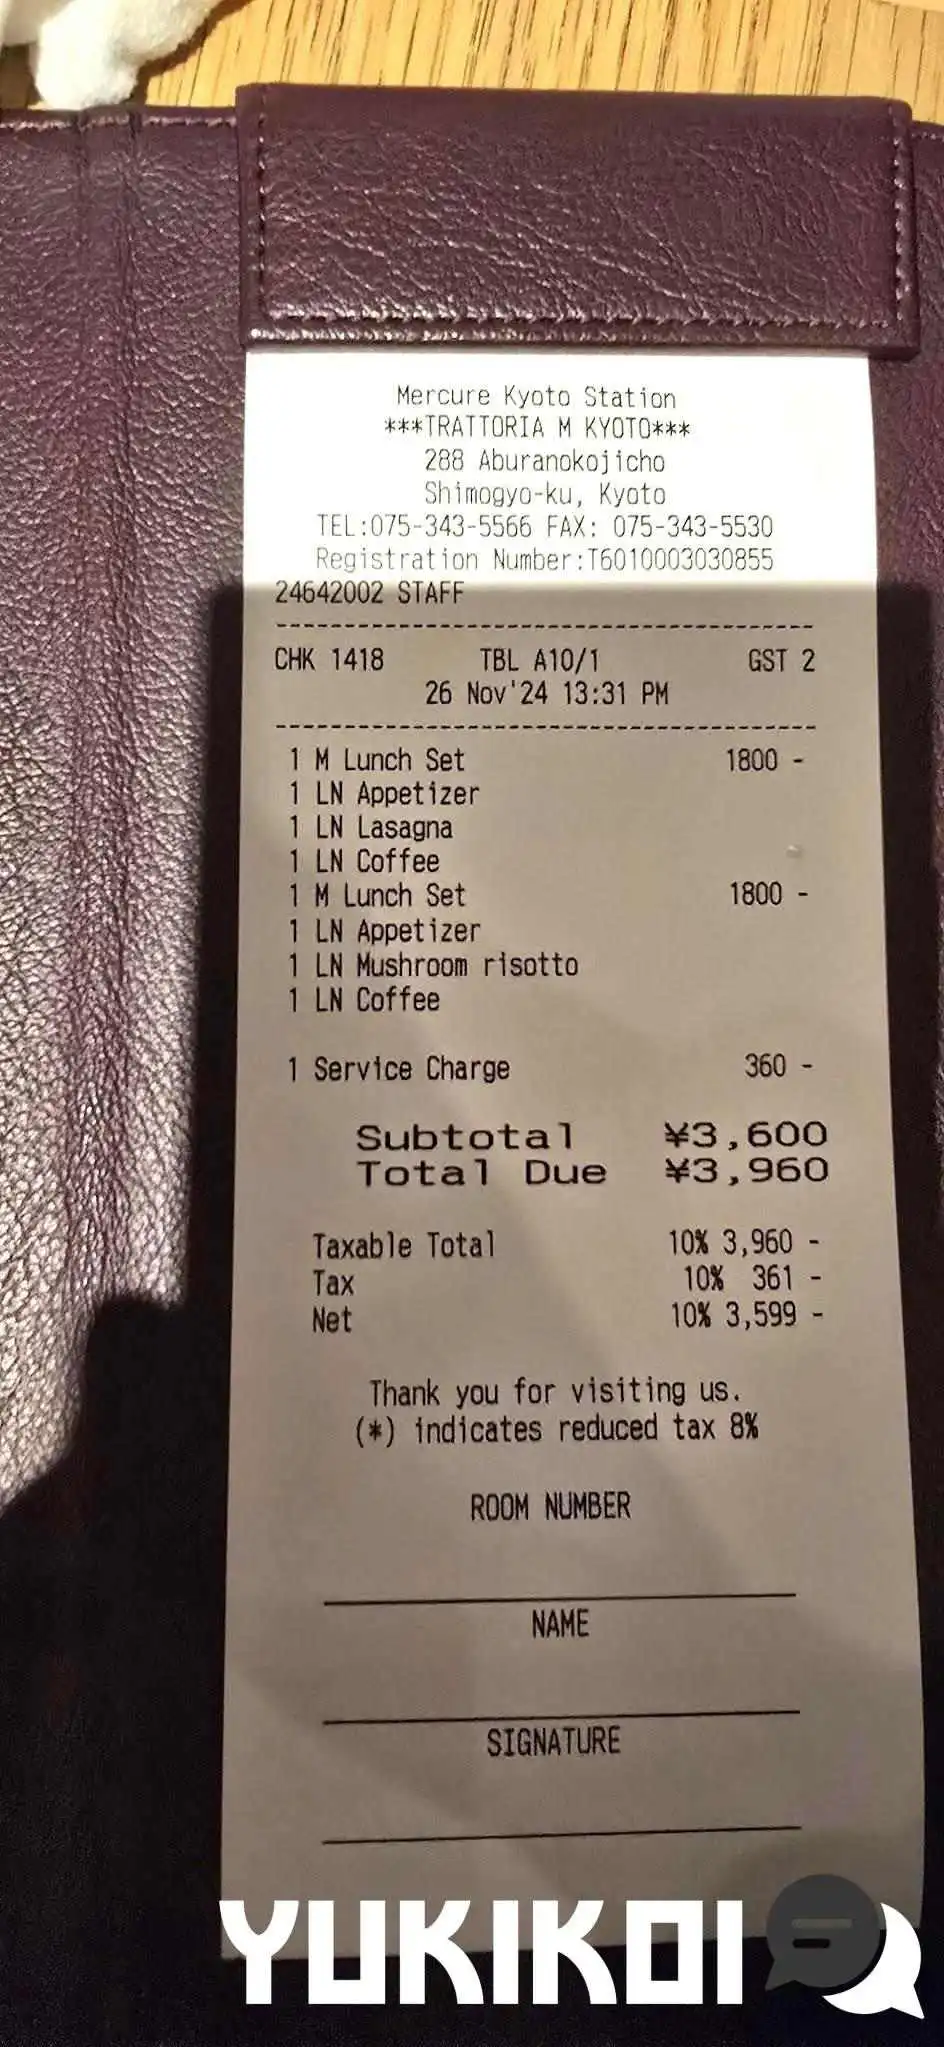 Mercure Kyoto Station
***TRATTORIA M KYOTO***
288 Aburanokojicho
Shimogyo-ku, Kyoto
TEL:075-343-5566 FAX: 075-343-5530
Registration Number:T6010003030855
24642002 STAFF
CHK 1418 TBL A10/1 GST 2
26 Nov'24 13:31 PM
1 M Lunch Set 1800 -
1 LN Appetizer
1 LN Lasagna
1 LN Coffee
1 M Lunch Set 1800 -
1 LN Appetizer
1 LN Mushroom risotto
1 LN Coffee
1 Service Charge 360 -
Subtotal ¥3,600
Total Due ¥3,960
Taxable Total 10% 3,960 -
Tax 10% 361 -
Net 10% 3,599 -
Thank you for visiting us.
(*) indicates reduced tax 8%
ROOM NUMBER
NAME
SIGNATURE
YUKIKOI